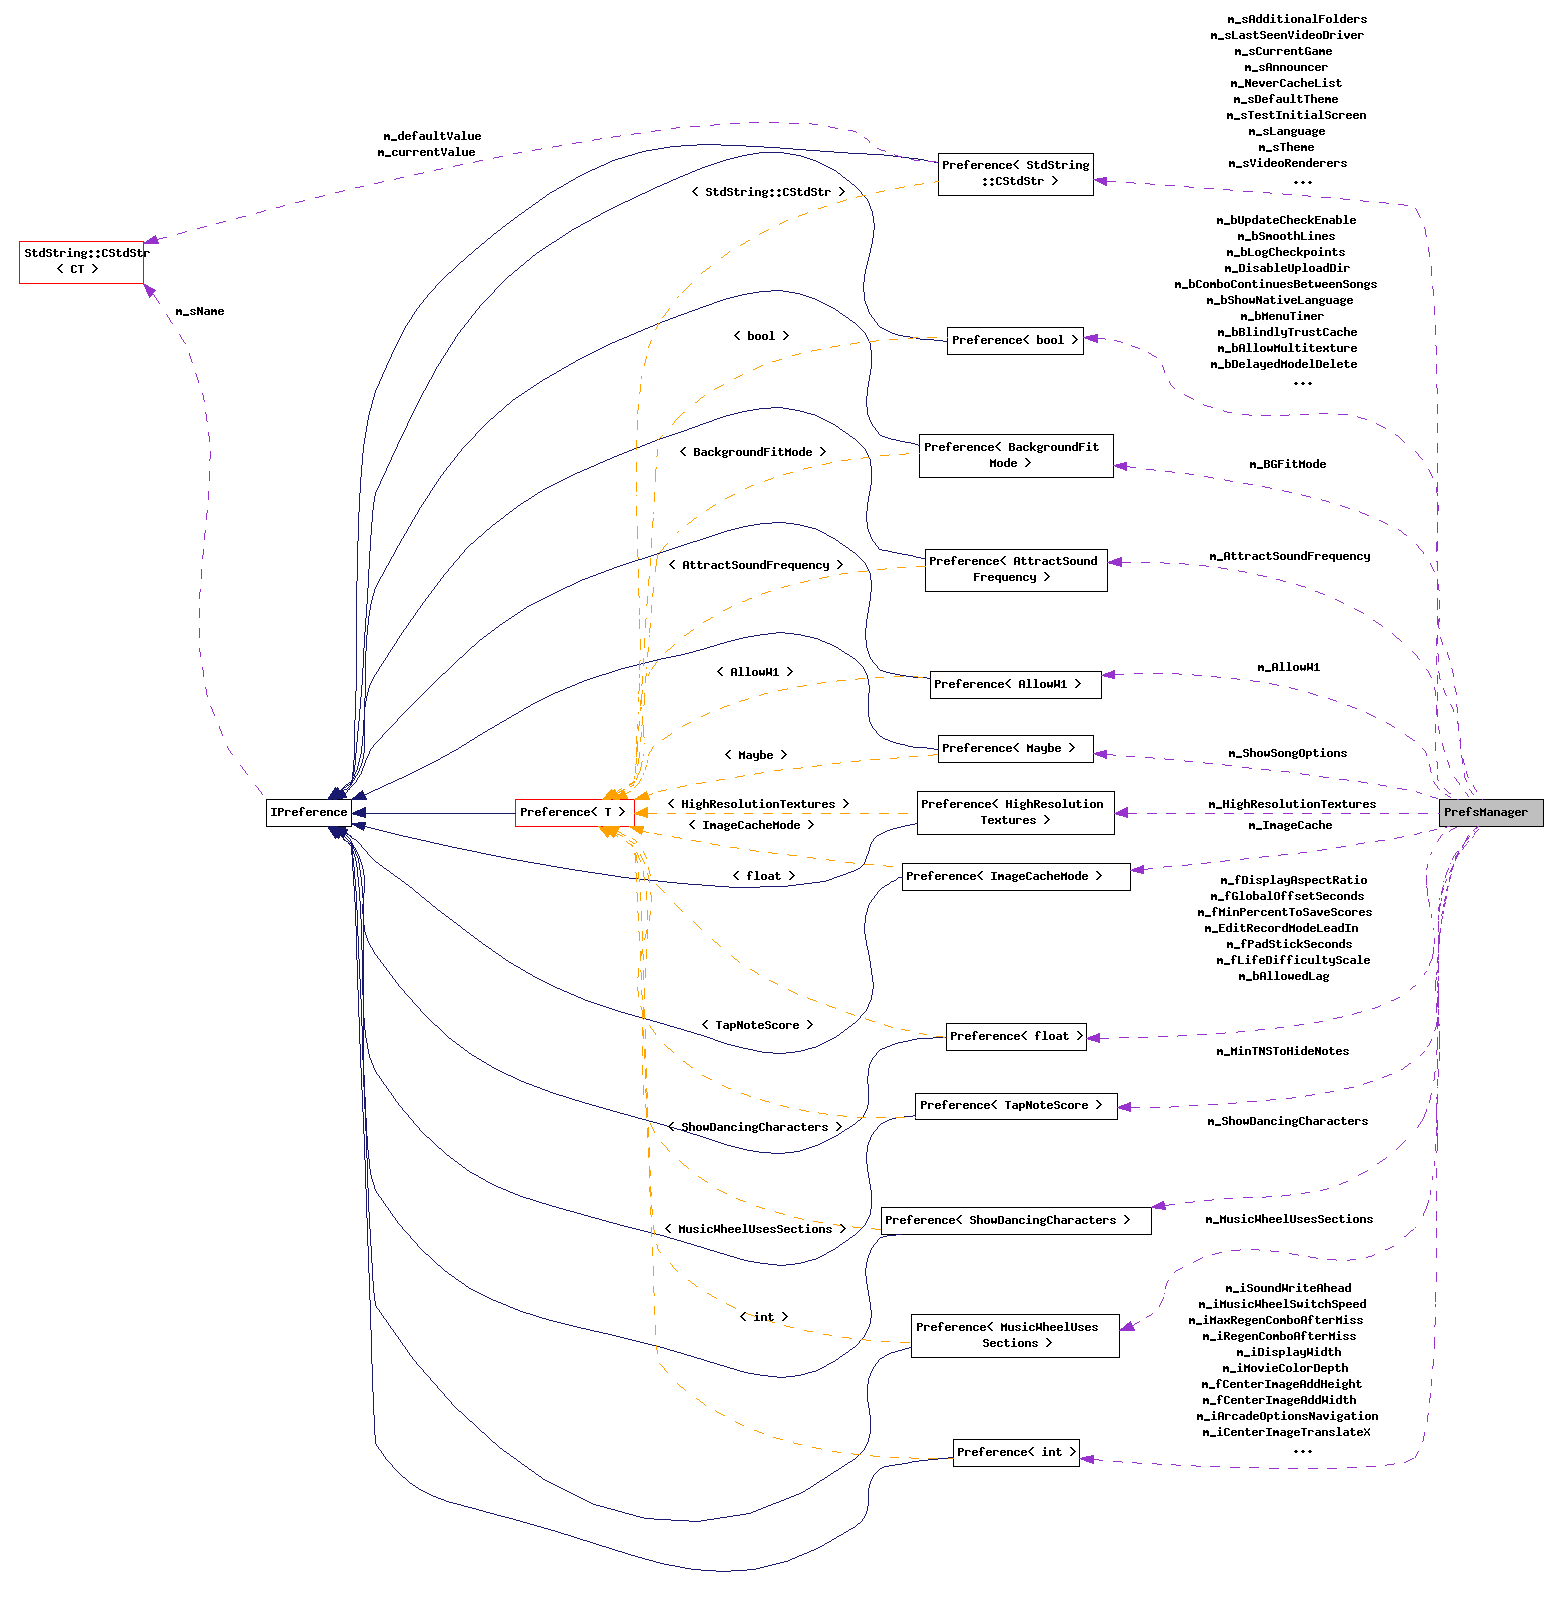 m_sAdditionalFolders
m_sLastSeenVideoDriver
m_sCurrentGame
m_sAnnouncer
m_NeverCacheList
m_sDefaultTheme
m_sTestInitialScreen
m_sLanguage
m_sTheme
m_sVideoRenderers
...
m_defaultValue
m_currentValue
Preference< StdString
::CStdStr >
< StdString::CStdStr >
StdString::CStdStr
< CT >
m_sName
m_bUpdateCheckEnable
m_bSmoothLines
m_bLogCheckpoints
m_DisableUploadDir
m_bComboContinuesBetweenSongs
m_bShowNativeLanguage
m_bMenuTimer
m_bBlindlyTrustCache
m_bAllowMultitexture
m_bDelayedModelDelete
...
< bool >
Preference< bool >
< BackgroundFitMode >
Preference< BackgroundFit
Mode >
m_BGFitMode
< AttractSoundFrequency >
Preference< AttractSound
Frequency >
m_AttractSoundFrequency
< AllowW1 >
Preference< AllowW1 >
m_AllowW1
< Maybe >
Preference< Maybe >
m_ShowSongOptions
IPreference
Preference< T >
< HighResolutionTextures >
Preference< HighResolution
Textures >
m_HighResolutionTextures
PrefsManager
< ImageCacheMode >
m_ImageCache
< float >
Preference< ImageCacheMode >
m_fDisplayAspectRatio
m_fGlobalOffsetSeconds
m_fMinPercentToSaveScores
m_EditRecordModeLeadIn
m_fPadStickSeconds
m_fLifeDifficultyScale
m_bAllowedLag
< TapNoteScore >
Preference< float >
m_MinTNSToHideNotes
Preference< TapNoteScore >
< ShowDancingCharacters >
m_ShowDancingCharacters
< MusicWheelUsesSections >
Preference< ShowDancingCharacters >
m_MusicWheelUsesSections
< int >
Preference< MusicWheelUses
Sections >
m_iSoundWriteAhead
m_iMusicWheelSwitchSpeed
m_iMaxRegenComboAfterMiss
m_iRegenComboAfterMiss
m_iDisplayWidth
m_iMovieColorDepth
m_fCenterImageAddHeight
m_fCenterImageAddWidth
m_iArcadeOptionsNavigation
m_iCenterImageTranslateX
...
Preference< int >